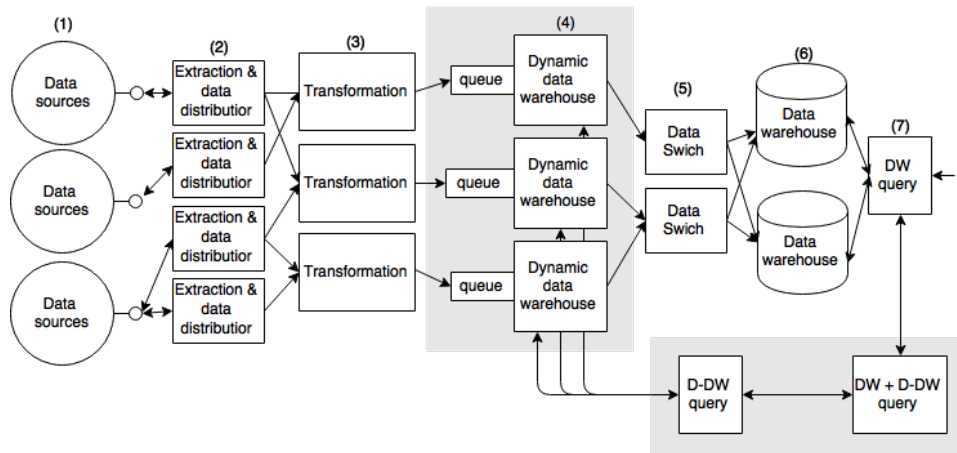 (1)
(2)
(3)
(4)
(5)
(6)
(7)
Data
sources
Data
sources
Data
sources
Extraction &
data
distributior
Extraction &
data
distributior
Extraction &
data
distributior
Extraction &
data
distributior
Transformation
Transformation
Transformation
queue
queue
queue
Dynamic
data
warehouse
Dynamic
data
warehouse
Dynamic
data
warehouse
Data
Swich
Data
Swich
Data
warehouse
Data
warehouse
DW
query
D-DW
query
DW + D-DW
query